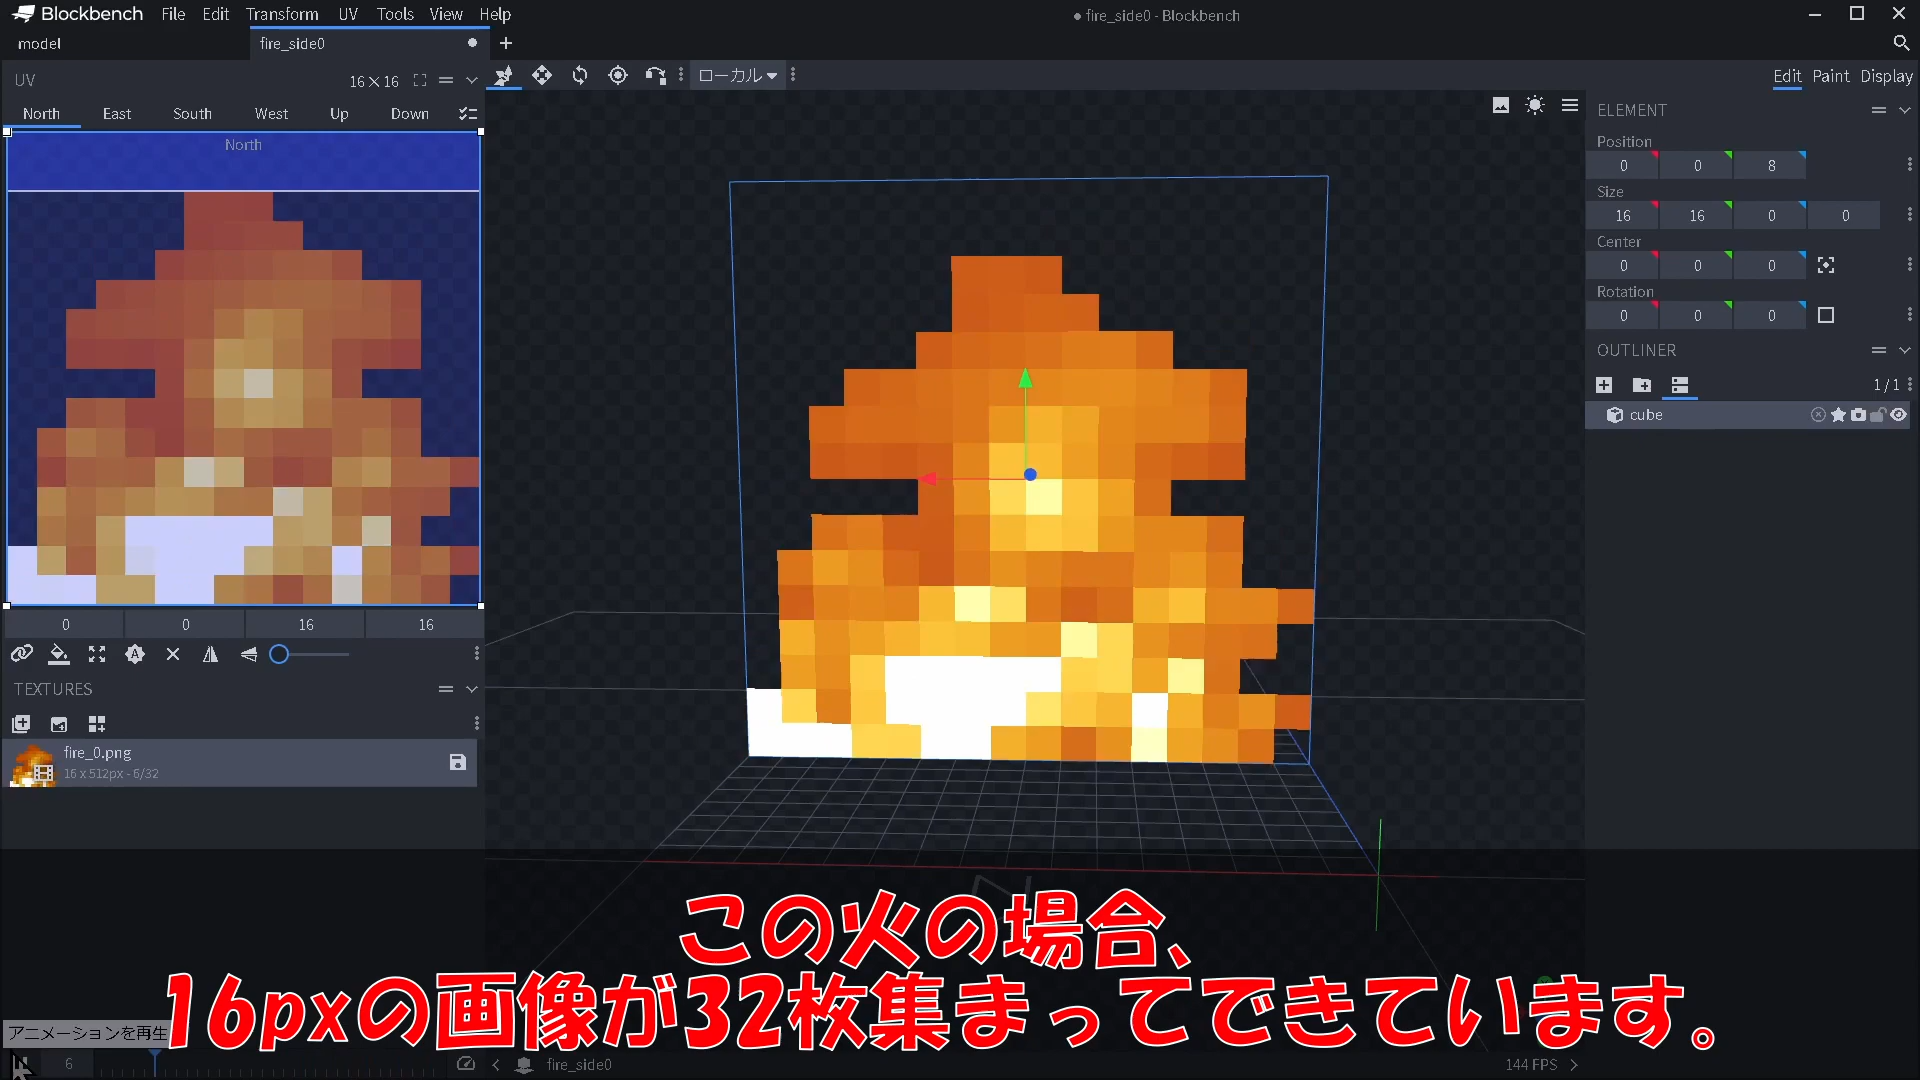 Blockbench File Edit Transform UV Tools View Help
fire_side0 - Blockbench
model fire_side0
UV 16×16
North East South West Up Down
North
0 0 16 16
TEXTURES
fire_0.png
16 x 512px - 6/32
ローカル
Edit Paint Display
ELEMENT
Position
0 0 8
Size
16 16 0 0
Center
0 0 0
Rotation
0 0 0
OUTLINER
1/1
cube
この火の場合、
16pxの画像が32枚集まってできています。
アニメーションを再生
6
fire_side0
144 FPS